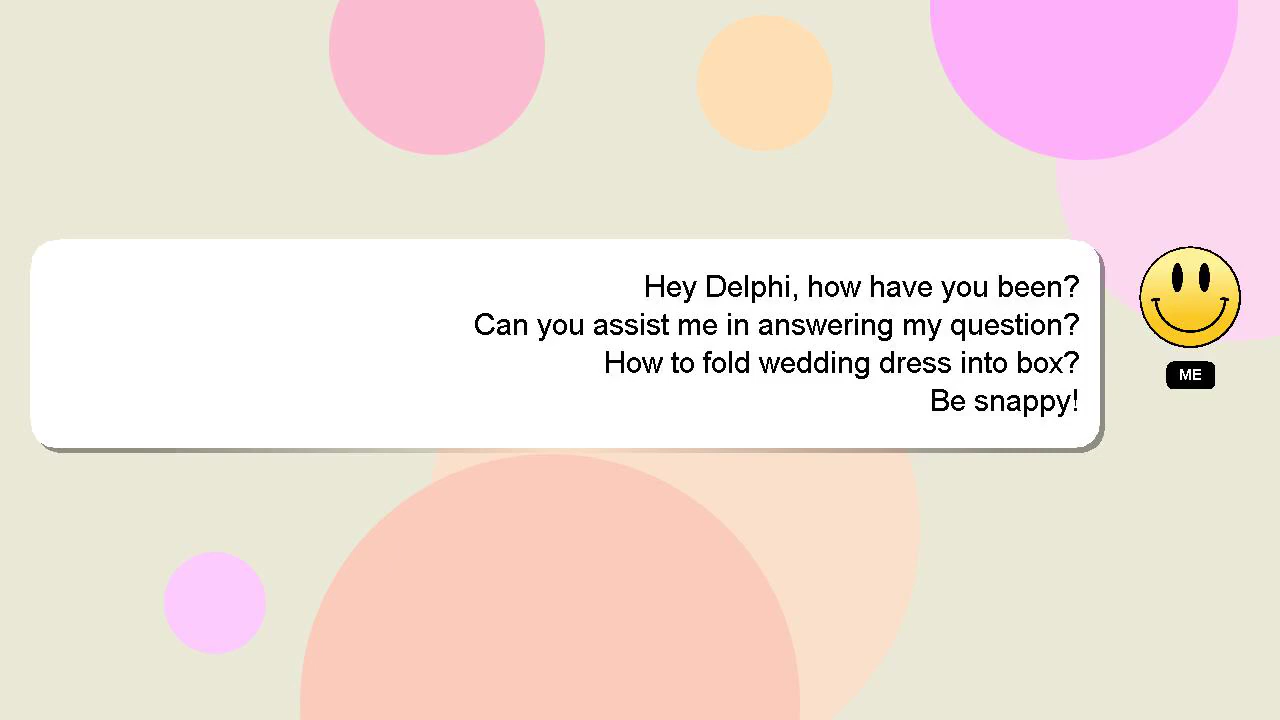 Hey Delphi, how have you been?
Can you assist me in answering my question?
How to fold wedding dress into box?
Be snappy!
ME